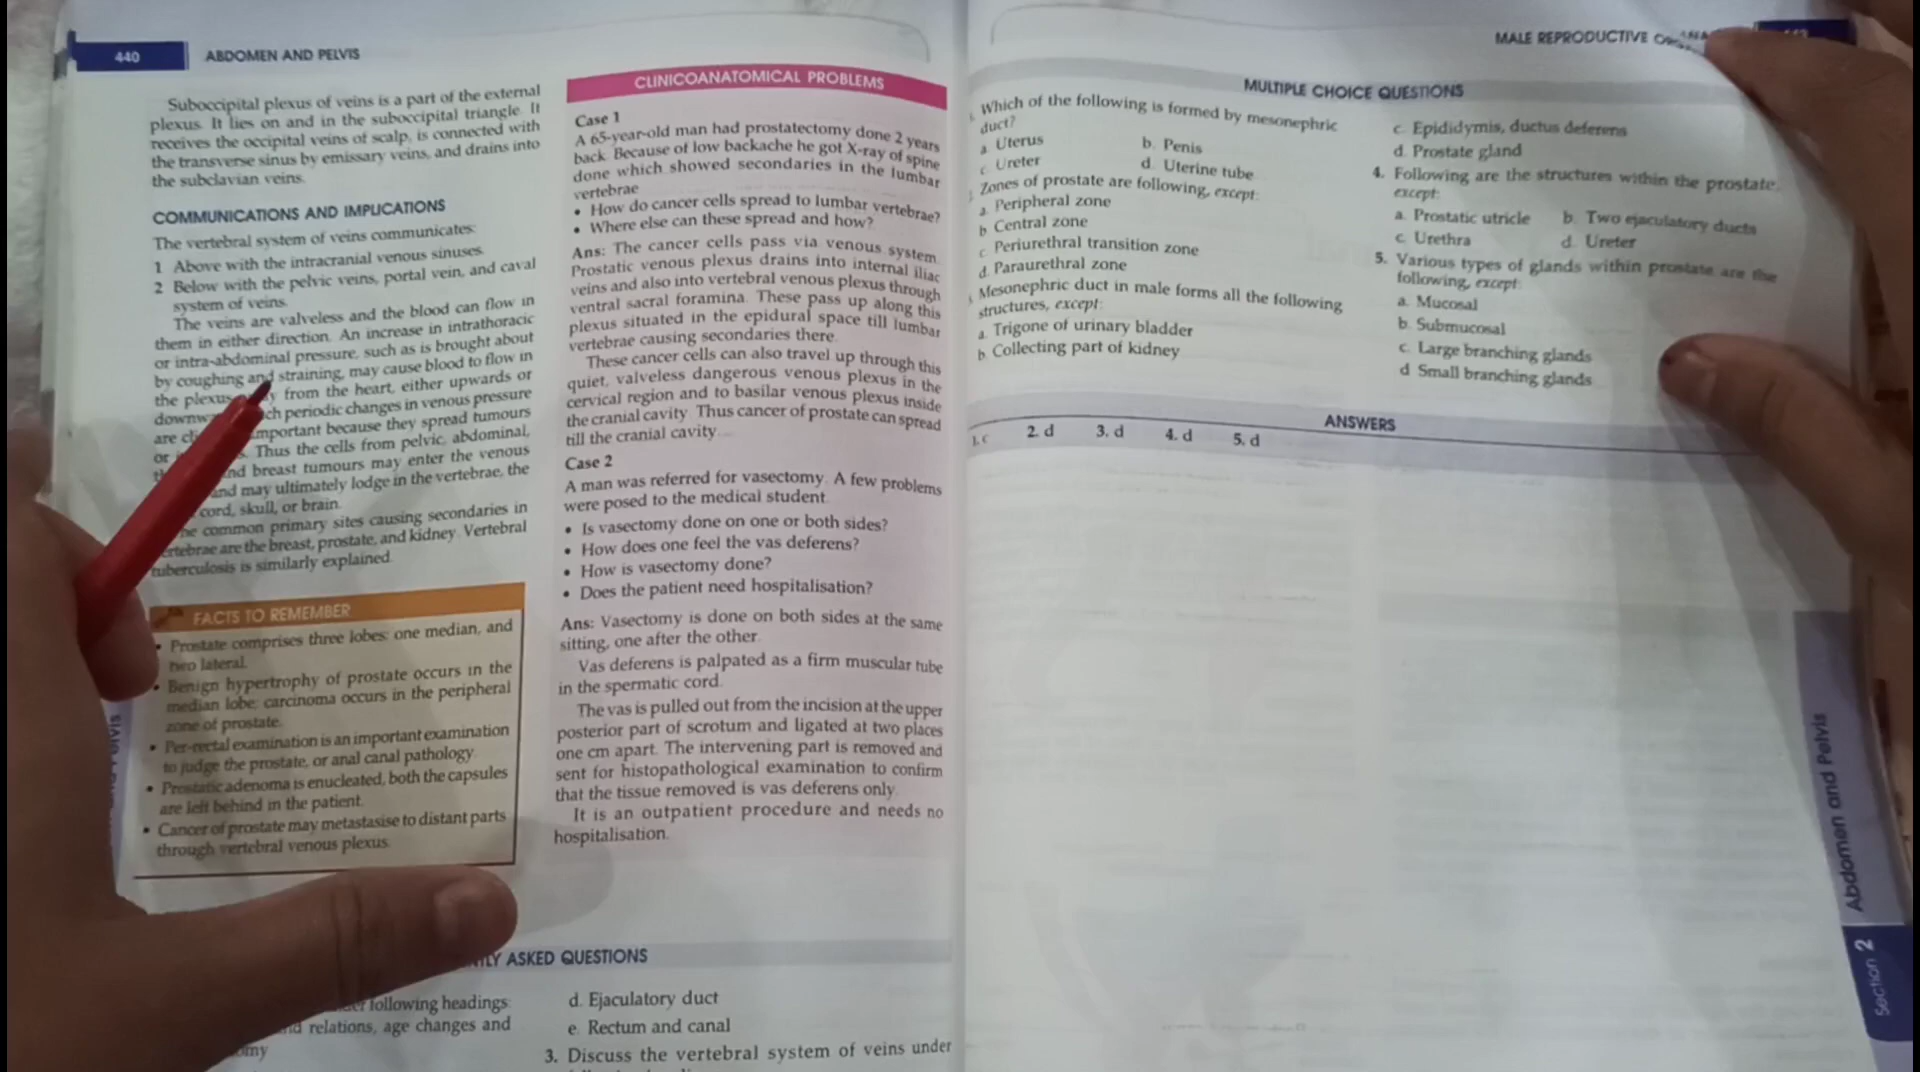 440
ABDOMEN AND PELVIS
Suboccipital plexus of veins is a part of the external
plexus. It lies on and in the suboccipital triangle. It
receives the occipital veins of scalp, is connected with
the transverse sinus by emissary veins, and drains into
the subclavian veins.
COMMUNICATIONS AND IMPLICATIONS
The vertebral system of veins communicates:
1 Above with the intracranial venous sinuses.
2 Below with the pelvic veins, portal vein, and caval
system of veins.
The veins are valveless and the blood can flow in
them in either direction. An increase in intrathoracic
or intra-abdominal pressure, such as is brought about
by coughing and straining, may cause blood to flow in
the plexus from the heart, either upwards or
periodic changes in venous pressure
are important because they spread tumours
or Thus the cells from pelvic, abdominal,
and breast tumours may enter the venous
and may ultimately lodge in the vertebrae, the
cord, skull, or brain.
common primary sites causing secondaries in
vertebrae are the breast, prostate, and kidney. Vertebral
tuberculosis is similarly explained.
FACTS TO REMEMBER
• Prostate comprises three lobes: one median, and
two lateral.
• Benign hypertrophy of prostate occurs in the
median lobe; carcinoma occurs in the peripheral
zone of prostate.
• Per-rectal examination is an important examination
to judge the prostate, or anal canal pathology.
• Prostatic adenoma is enucleated, both the capsules
are left behind in the patient.
• Cancer of prostate may metastasise to distant parts
through vertebral venous plexus.
CLINICOANATOMICAL PROBLEMS
Case 1
A 65-year-old man had prostatectomy done 2 years
back. Because of low backache he got X-ray of spine
done which showed secondaries in the lumbar
vertebrae
• How do cancer cells spread to lumbar vertebrae?
• Where else can these spread and how?
Ans: The cancer cells pass via venous system.
Prostatic venous plexus drains into internal iliac
veins and also into vertebral venous plexus through
ventral sacral foramina. These pass up along this
plexus situated in the epidural space till lumbar
vertebrae causing secondaries there.
These cancer cells can also travel up through this
quiet, valveless dangerous venous plexus in the
cervical region and to basilar venous plexus inside
the cranial cavity. Thus cancer of prostate can spread
till the cranial cavity.
Case 2
A man was referred for vasectomy. A few problems
were posed to the medical student.
• Is vasectomy done on one or both sides?
• How does one feel the vas deferens?
• How is vasectomy done?
• Does the patient need hospitalisation?
Ans: Vasectomy is done on both sides at the same
sitting, one after the other.
Vas deferens is palpated as a firm muscular tube
in the spermatic cord.
The vas is pulled out from the incision at the upper
posterior part of scrotum and ligated at two places
one cm apart. The intervening part is removed and
sent for histopathological examination to confirm
that the tissue removed is vas deferens only.
It is an outpatient procedure and needs no
hospitalisation.
ASKED QUESTIONS
following headings:
relations, age changes and
d. Ejaculatory duct
e. Rectum and canal
3. Discuss the vertebral system of veins under
MALE REPRODUCTIVE
MULTIPLE CHOICE QUESTIONS
Which of the following is formed by mesonephric
duct?
a. Uterus b. Penis
c. Ureter d. Uterine tube
Zones of prostate are following, except:
a. Peripheral zone
b. Central zone
c. Periurethral transition zone
d. Paraurethral zone
Mesonephric duct in male forms all the following
structures, except:
a. Trigone of urinary bladder
b. Collecting part of kidney
c. Epididymis, ductus deferens
d. Prostate gland
4. Following are the structures within the prostate,
except:
a. Prostatic utricle b. Two ejaculatory ducts
c. Urethra d. Ureter
5. Various types of glands within prostate are the
following, except:
a. Mucosal
b. Submucosal
c. Large branching glands
d. Small branching glands
ANSWERS
1. c 2. d 3. d 4. d 5. d
Abdomen and Pelvis
Section 2